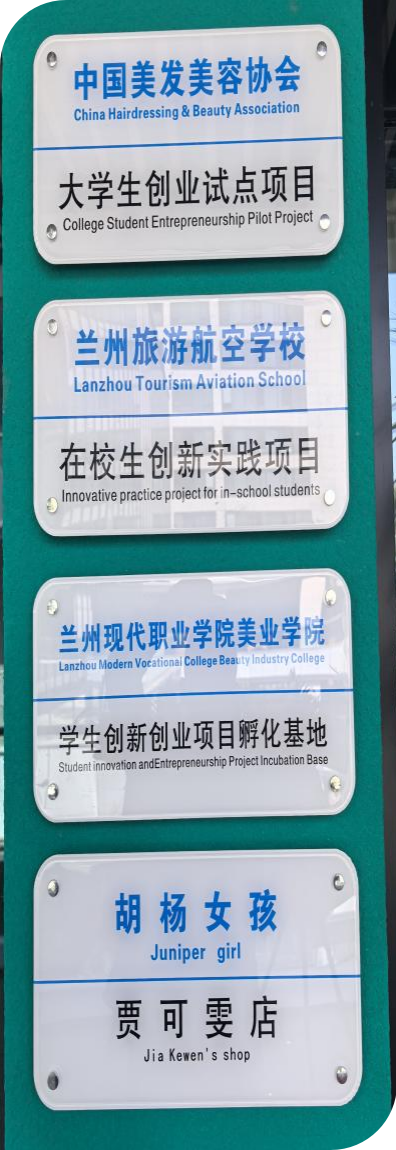 中国美发美容协会
China Hairdressing & Beauty Association
大学生创业试点项目
College Student Entrepreneurship Pilot Project
兰州旅游航空学校
Lanzhou Tourism Aviation School
在校生创新实践项目
Innovative practice project for in-school students
兰州现代职业学院美业学院
Lanzhou Modern Vocational College Beauty Industry College
学生创新创业项目孵化基地
Student innovation andEntrepreneurship Project Incubation Base
胡杨女孩
Juniper girl
贾可雯店
Jia Kewen's shop